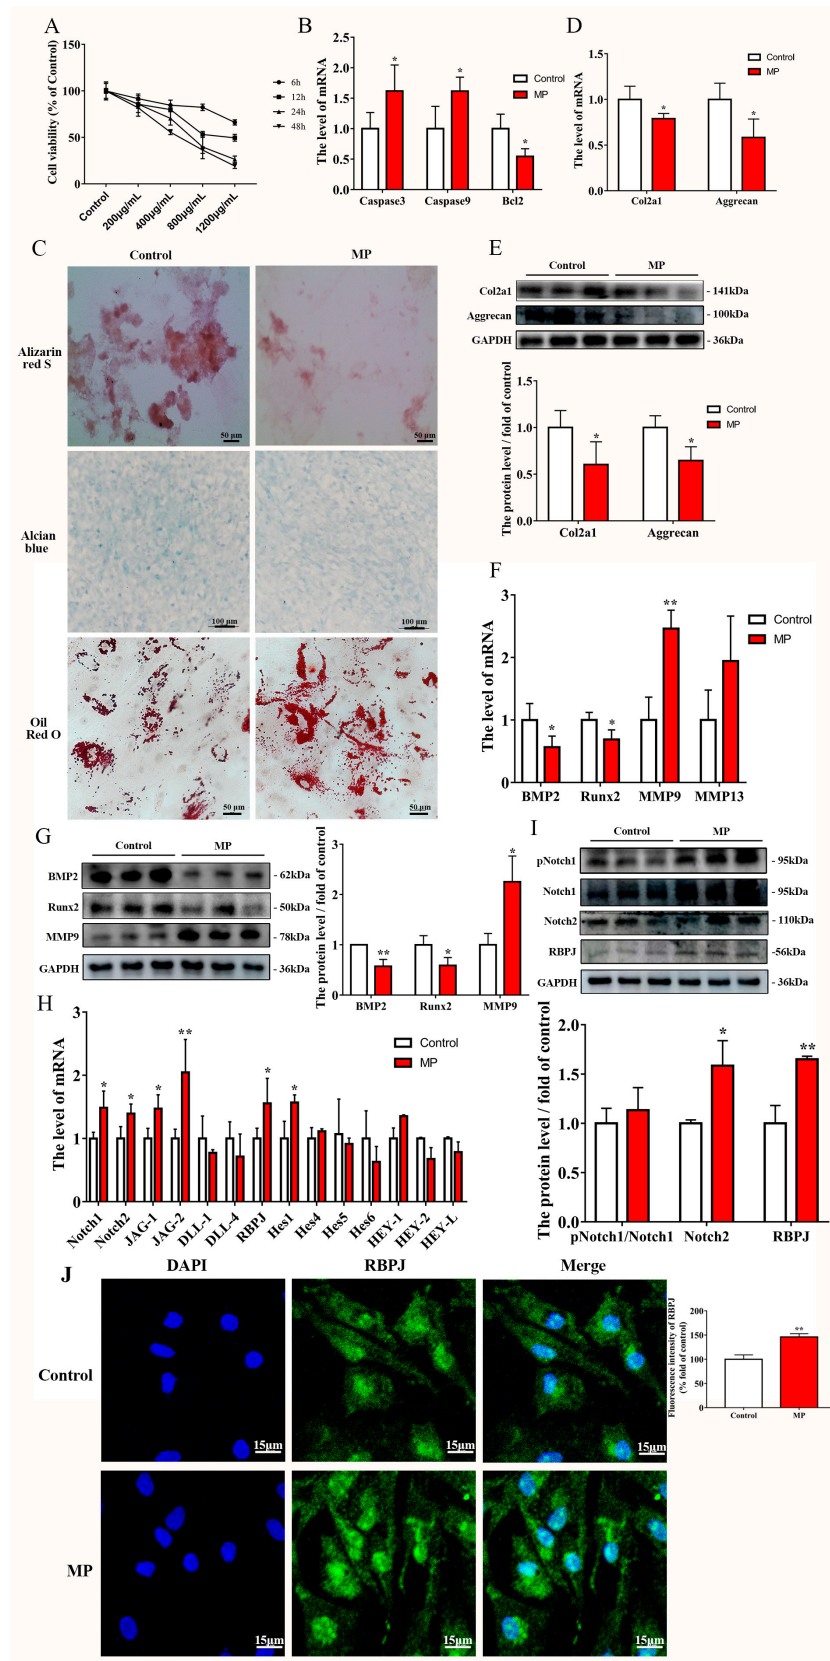 A
Cell viability (% of Control)
150
100
50
0
Control
200μg/mL
400μg/mL
800μg/mL
1200μg/mL
6h
12h
24h
48h
B
The level of mRNA
2.5
2.0
1.5
1.0
0.5
0.0
* * *
Caspase3 Caspase9 Bcl2
Control
MP
D
The level of mRNA
1.5
1.0
0.5
0.0
* *
Col2a1 Aggrecan
Control
MP
C
Control MP
Alizarin
red S
50 μm 50 μm
Alcian
blue
100 μm 100 μm
Oil
Red O
50 μm 50 μm
E
Control MP
Col2a1 - 141kDa
Aggrecan - 100kDa
GAPDH - 36kDa
The protein level / fold of control
1.5
1.0
0.5
0.0
* *
Col2a1 Aggrecan
Control
MP
F
The level of mRNA
3
2
1
0
* * **
BMP2 Runx2 MMP9 MMP13
Control
MP
G
Control MP
BMP2 - 62kDa
Runx2 - 50kDa
MMP9 - 78kDa
GAPDH - 36kDa
The protein level / fold of control
3
2
1
0
** * *
BMP2 Runx2 MMP9
Control
MP
I
Control MP
pNotch1 - 95kDa
Notch1 - 95kDa
Notch2 - 110kDa
RBPJ -56kDa
GAPDH - 36kDa
The protein level / fold of control
2.0
1.5
1.0
0.5
0.0
* **
pNotch1/Notch1 Notch2 RBPJ
Control
MP
H
The level of mRNA
3
2
1
0
* * * ** * *
Notch1
Notch2
JAG-1
JAG-2
DLL-1
DLL-4
RBPJ
Hes1
Hes4
Hes5
Hes6
HEY-1
HEY-2
HEY-L
Control
MP
J
DAPI RBPJ Merge
Control
15μm 15μm 15μm
MP
15μm 15μm 15μm
Fluorescence intensity of RBPJ
(% fold of control)
200
150
100
50
0
**
Control MP